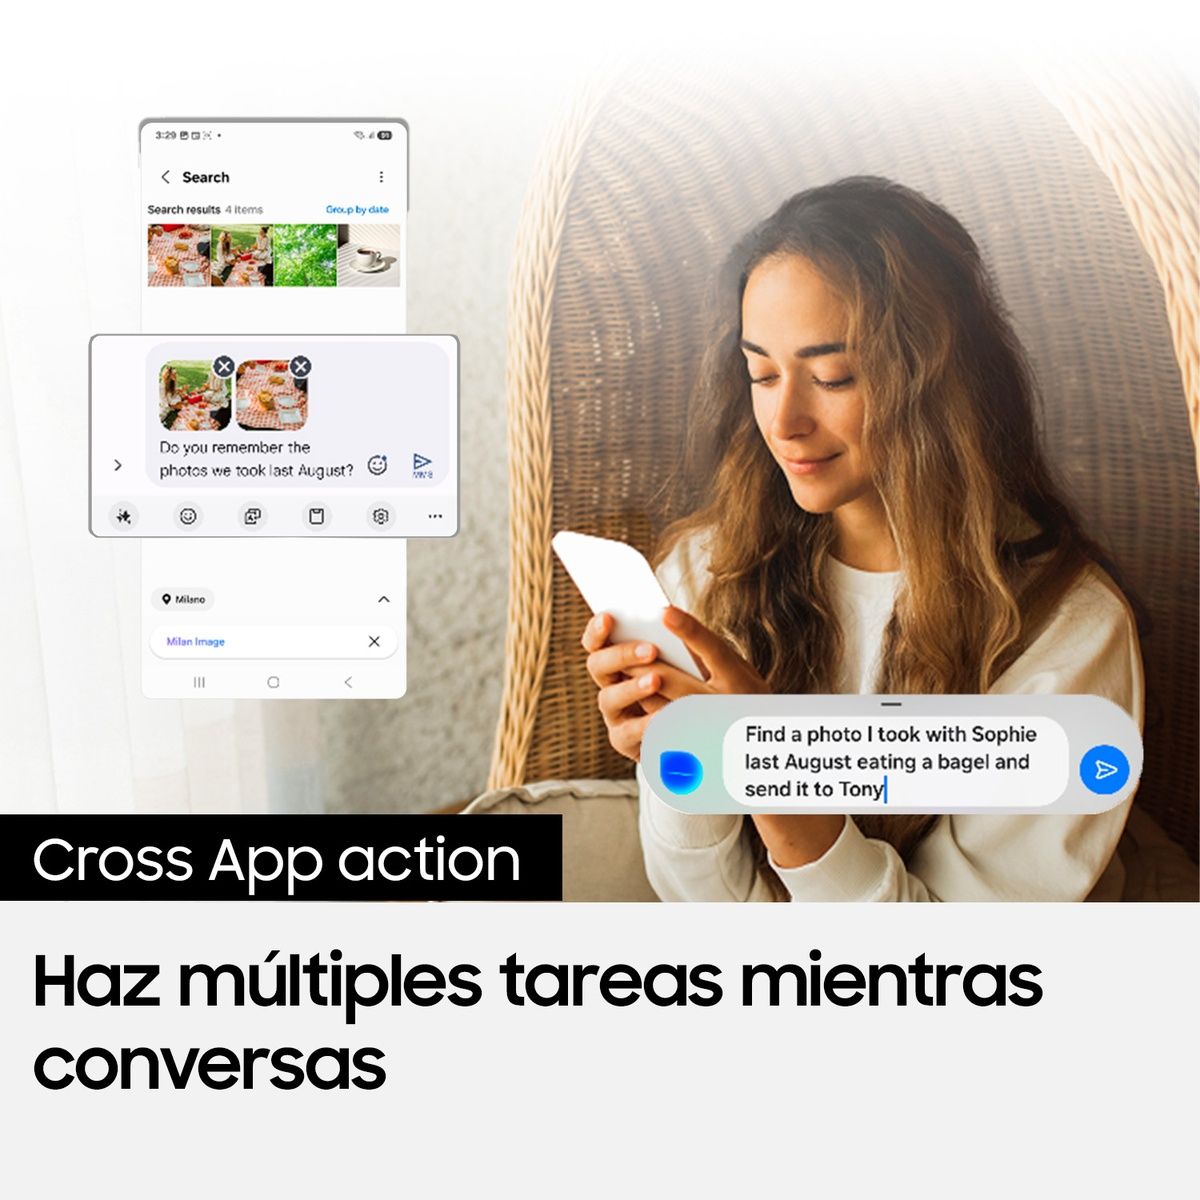 3:29
91
Search
Search results 4 items
Group by date
Do you remember the
photos we took last August?
MMS
Milano
Milan Image
Find a photo I took with Sophie
last August eating a bagel and
send it to Tony
Cross App action
Haz múltiples tareas mientras
conversas